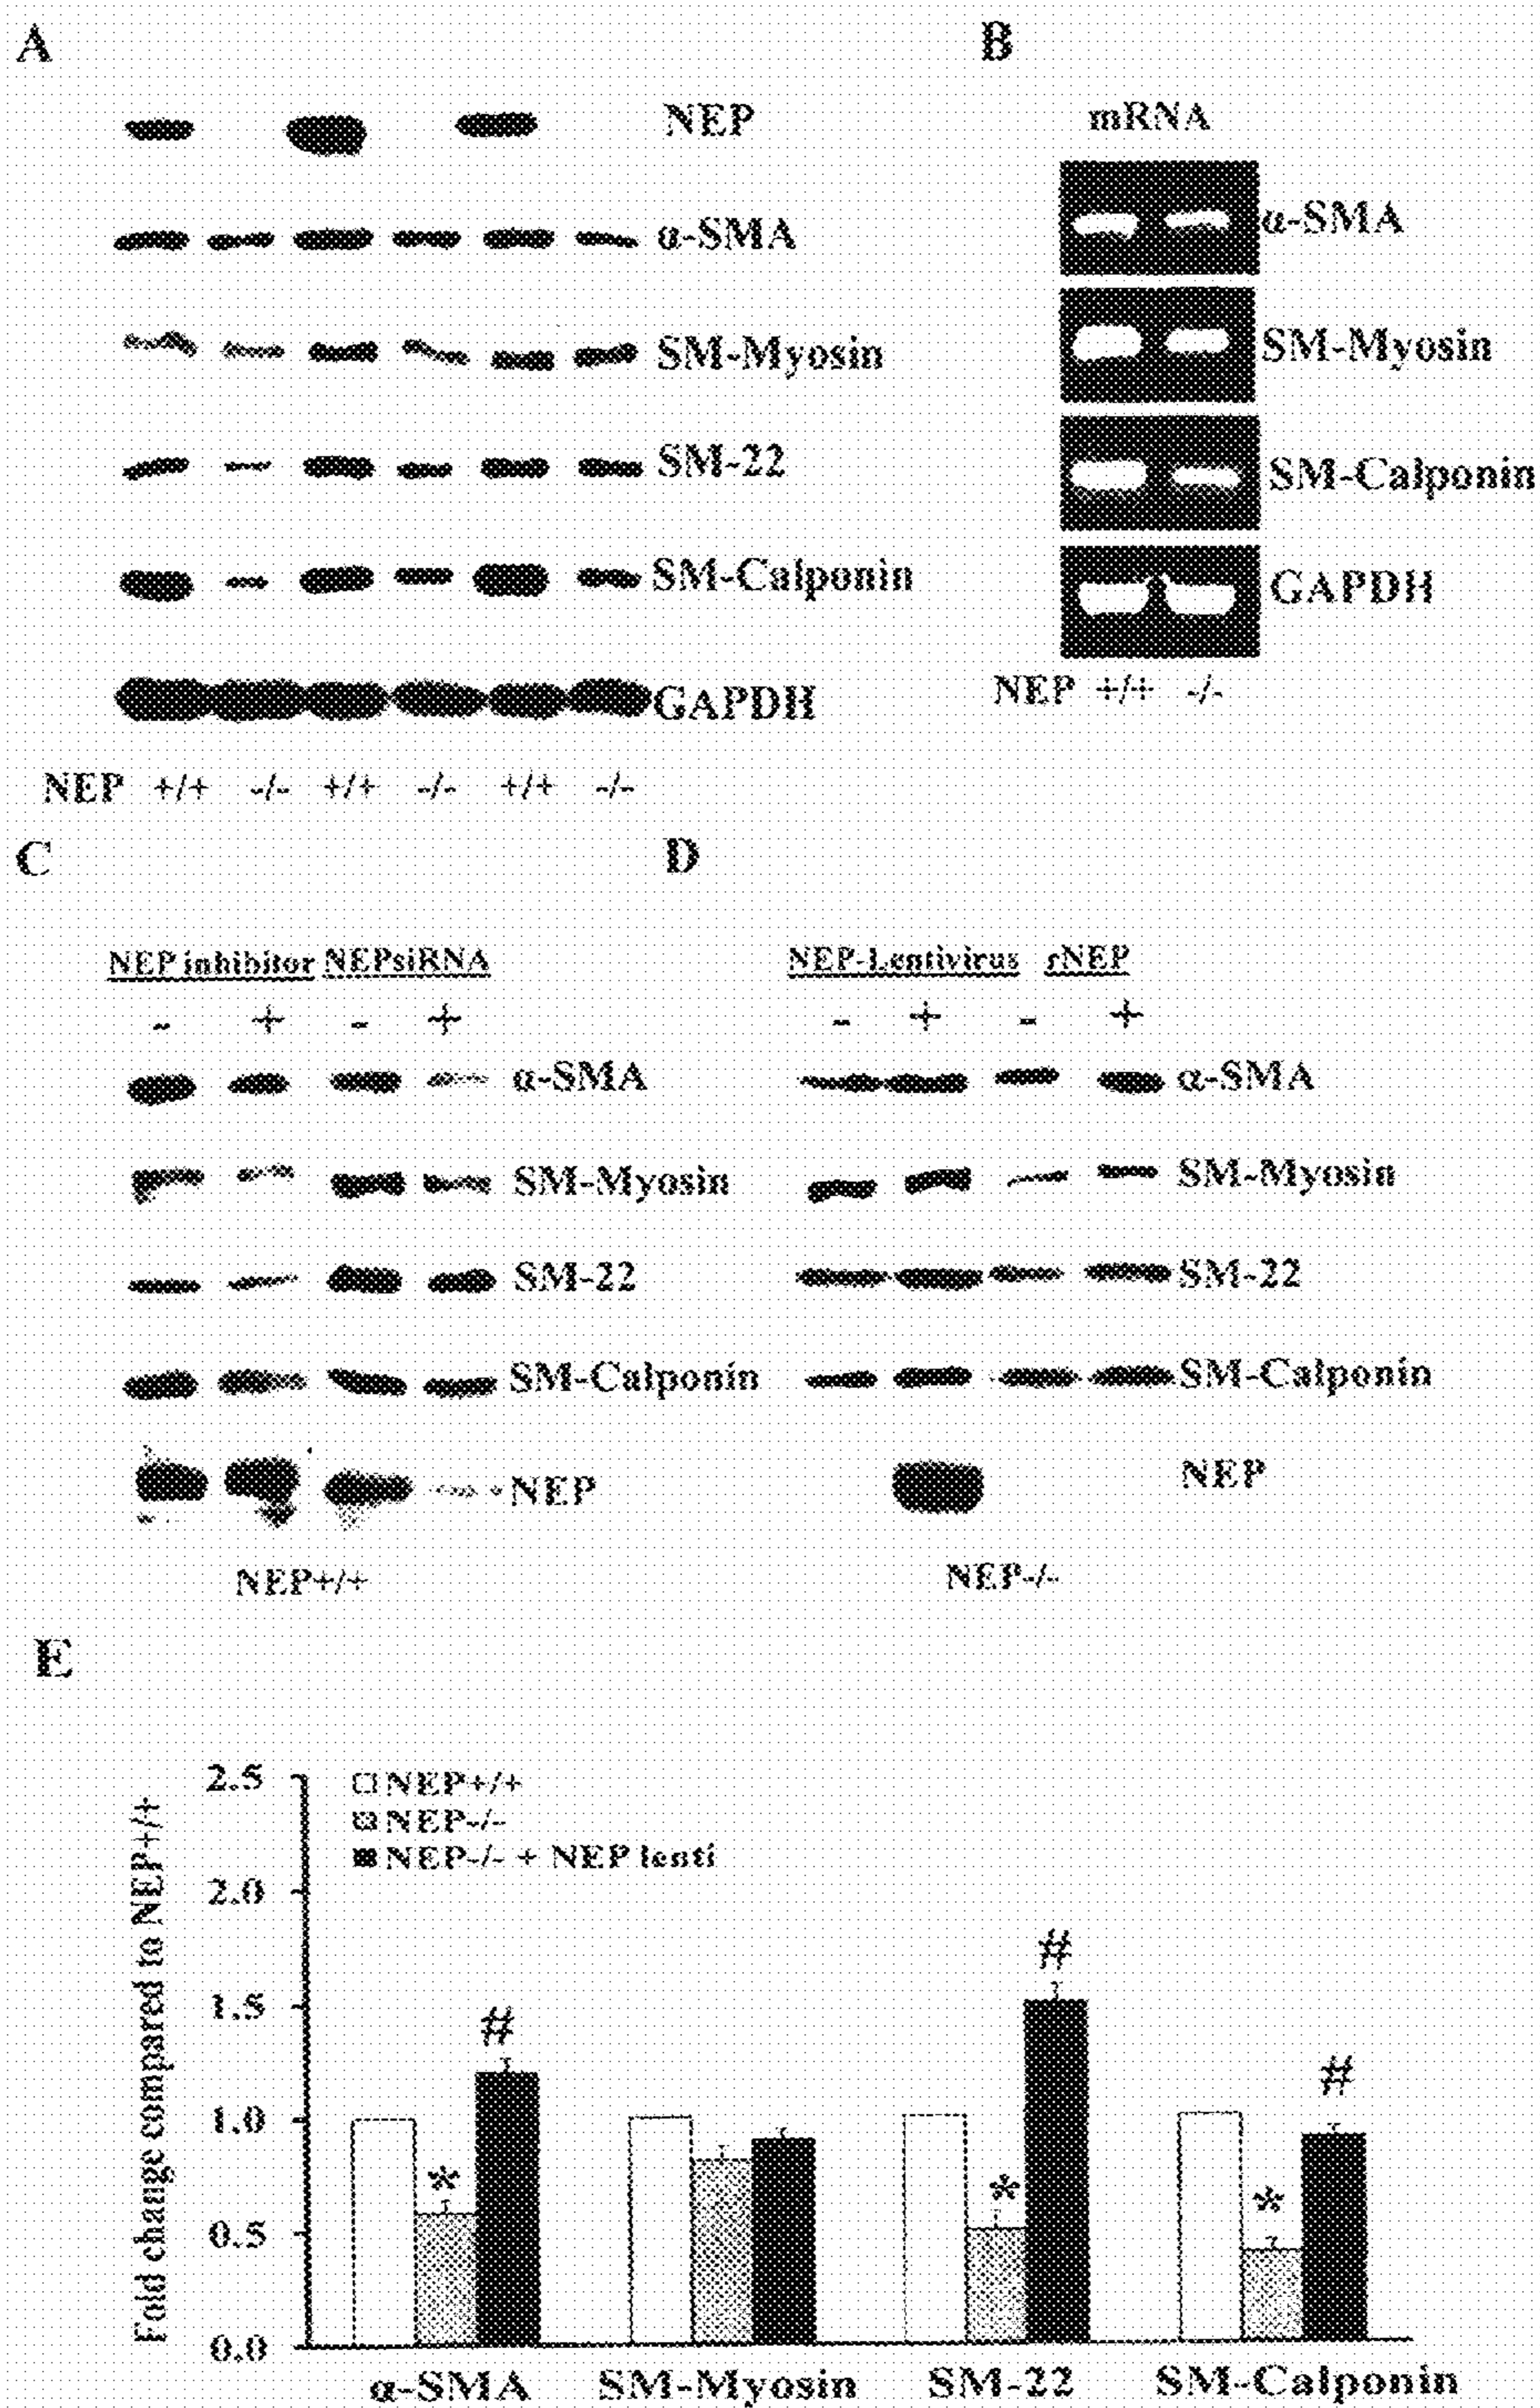 A
NEP
α-SMA
SM-Myosin
SM-22
SM-Calponin
GAPDH
NEP +/+ -/- +/+ -/- +/+ -/-
B
mRNA
α-SMA
SM-Myosin
SM-Calponin
GAPDH
NEP +/+ -/-
C
NEP inhibitor NEPsiRNA
- + - +
α-SMA
SM-Myosin
SM-22
SM-Calponin
NEP
NEP+/+
D
NEP-Lentivirus rNEP
- + - +
α-SMA
SM-Myosin
SM-22
SM-Calponin
NEP
NEP-/-
E
Fold change compared to NEP+/+
2.5
2.0
1.5
1.0
0.5
0.0
NEP+/+
NEP-/-
NEP-/- + NEP lenti
* #
* #
* #
α-SMA SM-Myosin SM-22 SM-Calponin